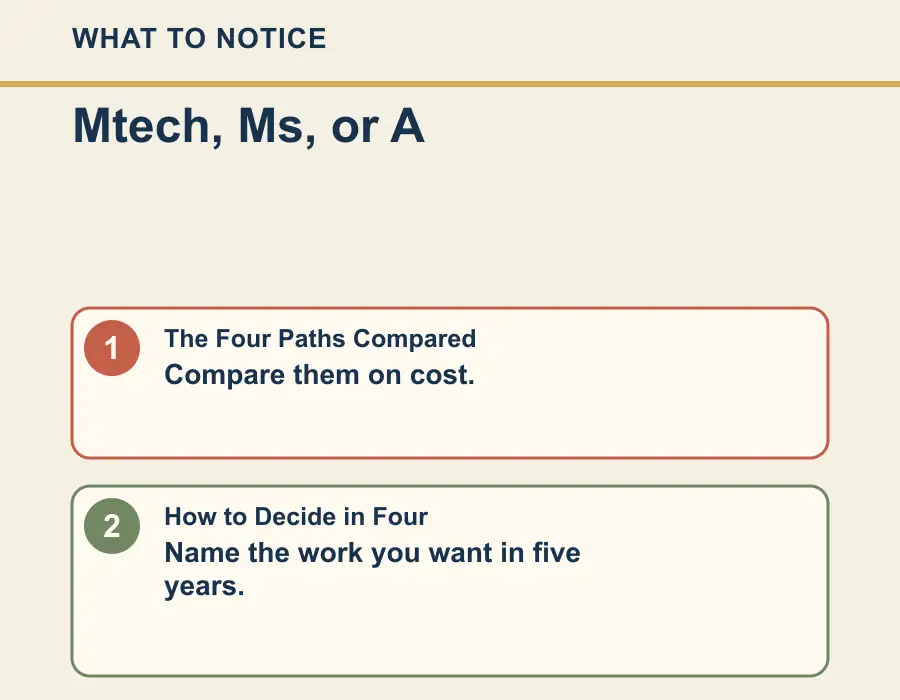 WHAT TO NOTICE
Mtech, Ms, or A
1
The Four Paths Compared
Compare them on cost.
2
How to Decide in Four
Name the work you want in five
years.